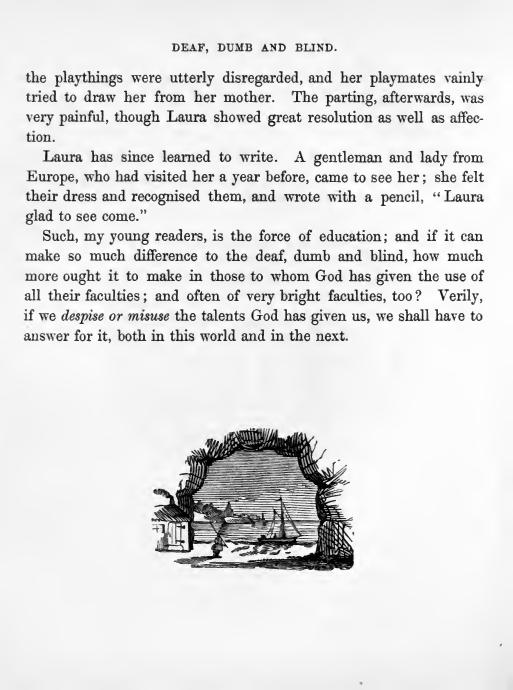 DEAF, DUMB AND BLIND.
the playthings were utterly disregarded, and her playmates vainly
tried to draw her from her mother. The parting, afterwards, was
very painful, though Laura showed great resolution as well as affec-
tion.
Laura has since learned to write. A gentleman and lady from
Europe, who had visited her a year before, came to see her; she felt
their dress and recognised them, and wrote with a pencil, “Laura
glad to see come.”
Such, my young readers, is the force of education; and if it can
make so much difference to the deaf, dumb and blind, how much
more ought it to make in those to whom God has given the use of
all their faculties; and often of very bright faculties, too? Verily,
if we despise or misuse the talents God has given us, we shall have to
answer for it, both in this world and in the next.